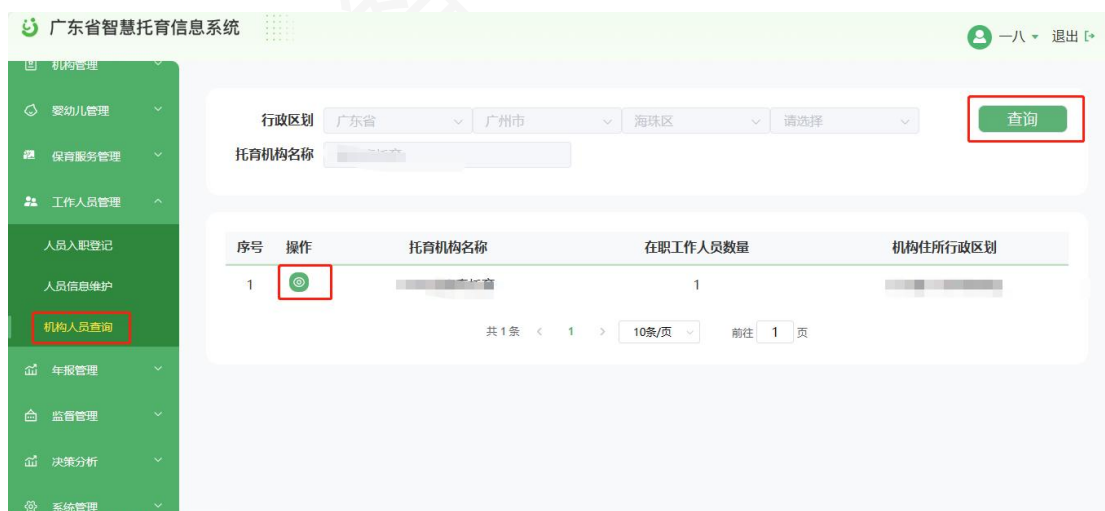 广东省智慧托育信息系统
一八 退出
机构管理
婴幼儿管理
保育服务管理
工作人员管理
人员入职登记
人员信息维护
机构人员查询
年报管理
监督管理
决策分析
系统管理
行政区划 广东省 广州市 海珠区 请选择 查询
托育机构名称
序号 操作 托育机构名称 在职工作人员数量 机构住所行政区划
1 1
共1条 < 1 > 10条/页 前往 1 页